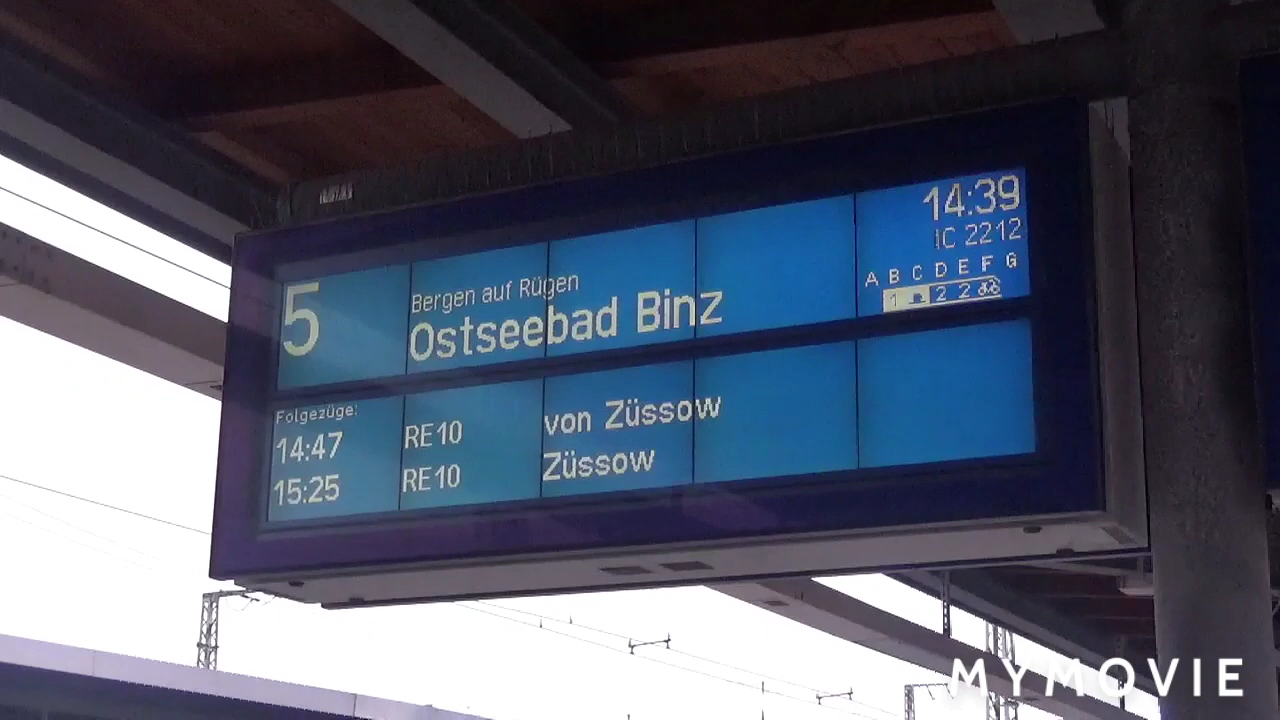 5
Bergen auf Rügen
Ostseebad Binz
14:39
IC 2212
A B C D E F G
1 2 2
Folgezüge:
14:47 RE10 von Züssow
15:25 RE10 Züssow
MYMOVIE